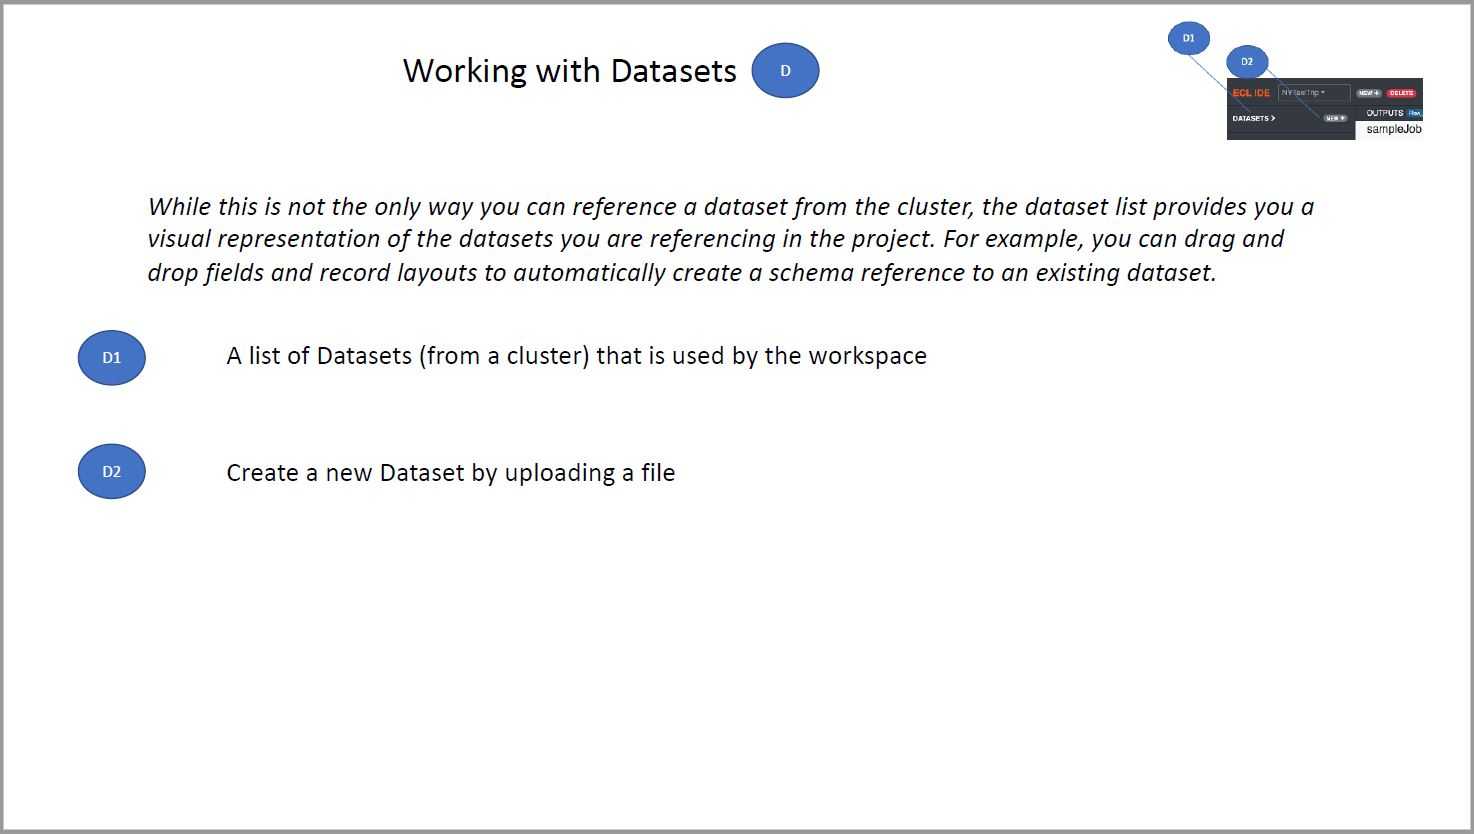 Working with Datasets
D
D1
D2
ECL IDE
NEW +
DELETE
DATASETS >
NEW +
OUTPUTS
sampleJob
While this is not the only way you can reference a dataset from the cluster, the dataset list provides you a
visual representation of the datasets you are referencing in the project. For example, you can drag and
drop fields and record layouts to automatically create a schema reference to an existing dataset.
D1
A list of Datasets (from a cluster) that is used by the workspace
D2
Create a new Dataset by uploading a file